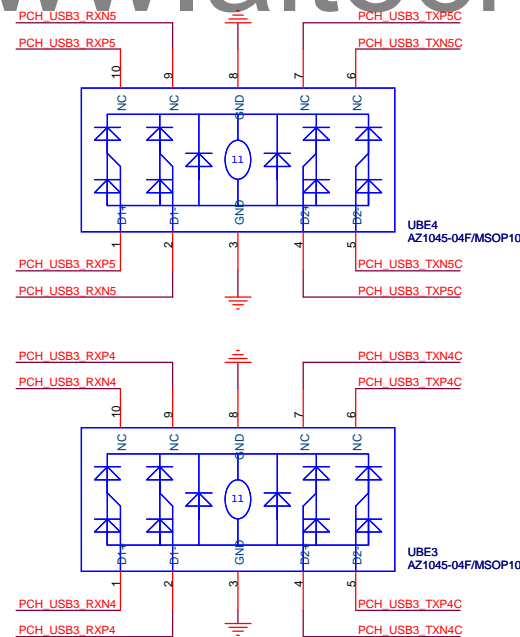 PCH_USB3_RXN5 PCH_USB3_TXP5C
PCH_USB3_RXP5 PCH_USB3_TXN5C
10 9 8 7 6
NC NC GND NC NC
11
D1+ D1- GND D2+ D2-
UBE4
AZ1045-04F/MSOP10
1 2 3 4 5
PCH_USB3_RXP5 PCH_USB3_TXN5C
PCH_USB3_RXN5 PCH_USB3_TXP5C
PCH_USB3_RXP4 PCH_USB3_TXN4C
PCH_USB3_RXN4 PCH_USB3_TXP4C
10 9 8 7 6
NC NC GND NC NC
11
D1+ D1- GND D2+ D2-
UBE3
AZ1045-04F/MSOP10
1 2 3 4 5
PCH_USB3_RXN4 PCH_USB3_TXP4C
PCH_USB3_RXP4 PCH_USB3_TXN4C